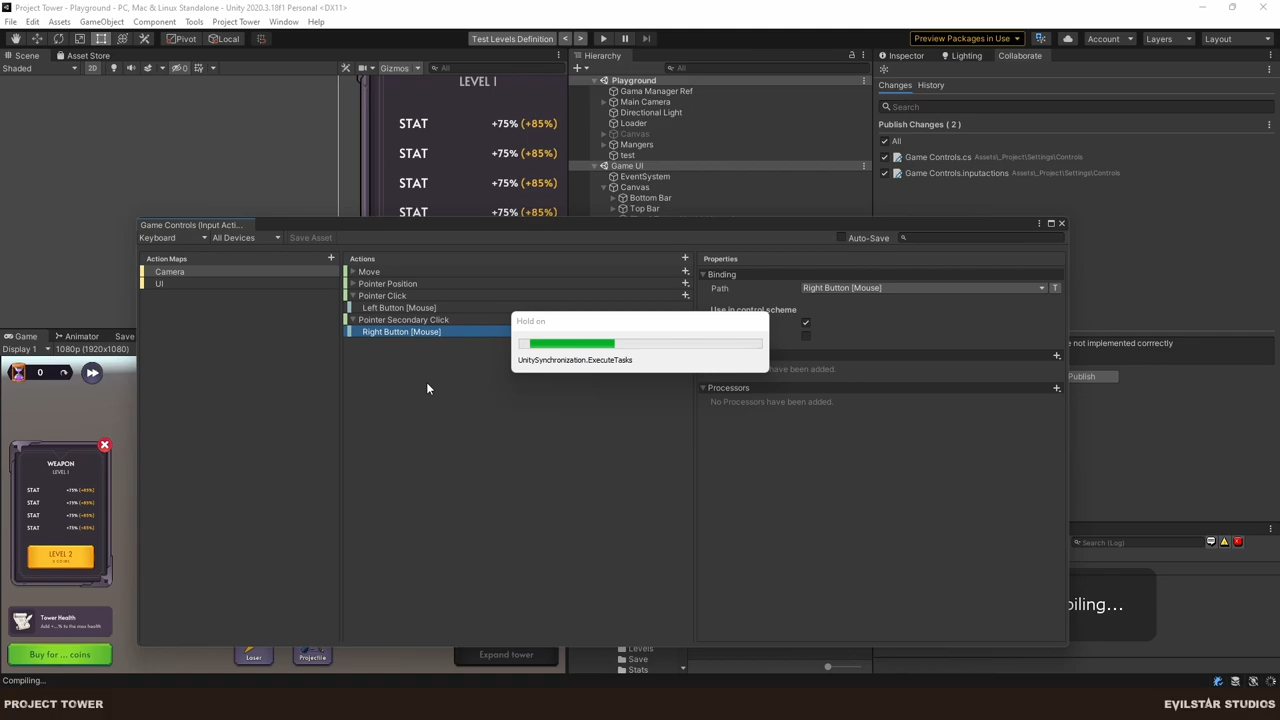 Project Tower - Playground - PC, Mac & Linux Standalone - Unity 2020.3.18f1 Personal <DX11>
File Edit Assets GameObject Component Tools Project Tower Window Help
Pivot Local Test Levels Definition < > Preview Packages in Use Account Layers Layout
Scene Asset Store
Shaded 2D 0 Gizmos All
LEVEL 1
STAT +75% (+85%)
STAT +75% (+85%)
STAT +75% (+85%)
STAT +75% (+85%)
Hierarchy
All
Playground
Gama Manager Ref
Main Camera
Directional Light
Loader
Canvas
Mangers
test
Game UI
EventSystem
Canvas
Bottom Bar
Top Bar
Inspector Lighting Collaborate
Changes History
Search
Publish Changes ( 2 )
All
Game Controls.cs Assets\_Project\Settings\Controls
Game Controls.inputactions Assets\_Project\Settings\Controls
Game Controls (Input Acti...
Keyboard All Devices Save Asset Auto-Save
Action Maps
Camera
UI
Actions
Move
Pointer Position
Pointer Click
Left Button [Mouse]
Pointer Secondary Click
Right Button [Mouse]
Properties
Binding
Path Right Button [Mouse] T
Use in control scheme
have been added.
Processors
No Processors have been added.
Hold on
UnitySynchronization.ExecuteTasks
e not implemented corrrectly
Publish
Game Animator Save
Display 1 1080p (1920x1080)
0
WEAPON
LEVEL 1
STAT +75% (+85%)
STAT +75% (+85%)
STAT +75% (+85%)
STAT +75% (+85%)
LEVEL 2
Tower Health
Add +... % to the max health
Buy for ... coins
Laser Projectile Expand tower
Levels
Save
Stats
Search (Log)
piling...
Compiling...
PROJECT TOWER EVILSTAR STUDIOS